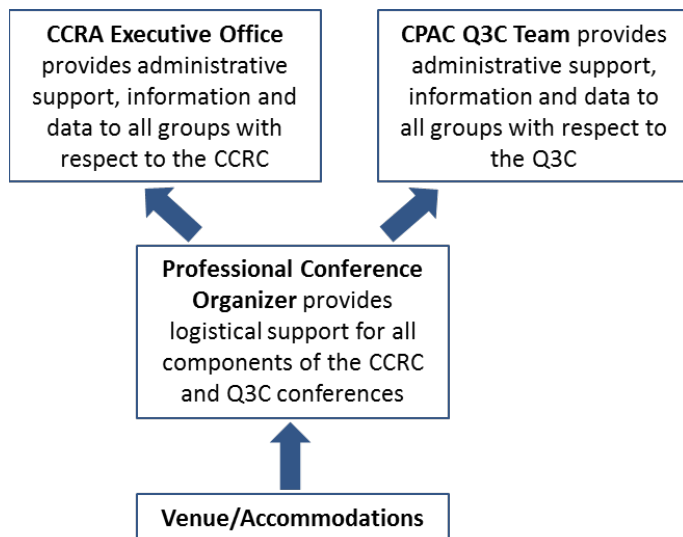 CCRA Executive Office
provides administrative
support, information and
data to all groups with
respect to the CCRC
CPAC Q3C Team provides
administrative support,
information and data to
all groups with respect to
the Q3C
Professional Conference
Organizer provides
logistical support for all
components of the CCRC
and Q3C conferences
Venue/Accommodations